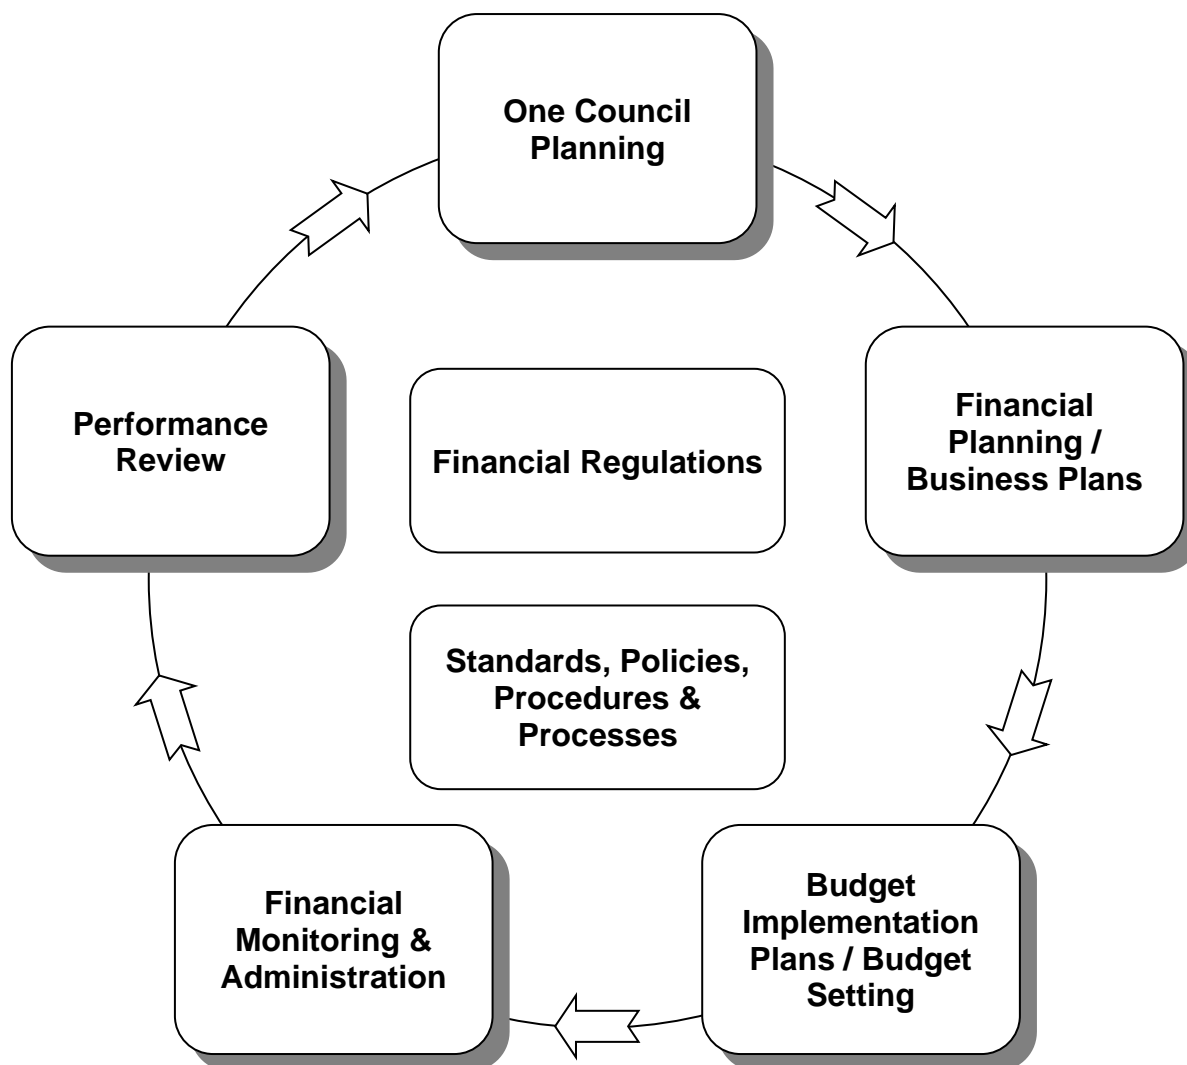 One Council
Planning
Financial
Planning /
Business Plans
Performance
Review
Financial Regulations
Standards, Policies,
Procedures &
Processes
Budget
Implementation
Plans / Budget
Setting
Financial
Monitoring &
Administration